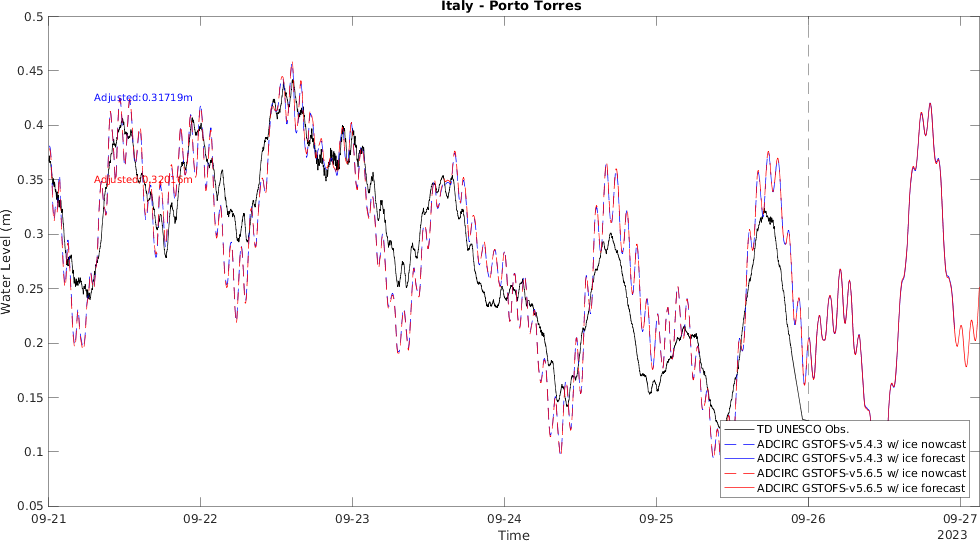 Italy - Porto Torres
0.5
0.45
0.4
0.35
0.3
0.25
0.2
0.15
0.1
0.05
Water Level (m)
Adjusted:0.31719m
Adjusted:0.32016m
TD UNESCO Obs.
ADCIRC GSTOFS-v5.4.3 w/ ice nowcast
ADCIRC GSTOFS-v5.4.3 w/ ice forecast
ADCIRC GSTOFS-v5.6.5 w/ ice nowcast
ADCIRC GSTOFS-v5.6.5 w/ ice forecast
09-21 09-22 09-23 09-24 09-25 09-26 09-27
2023
Time